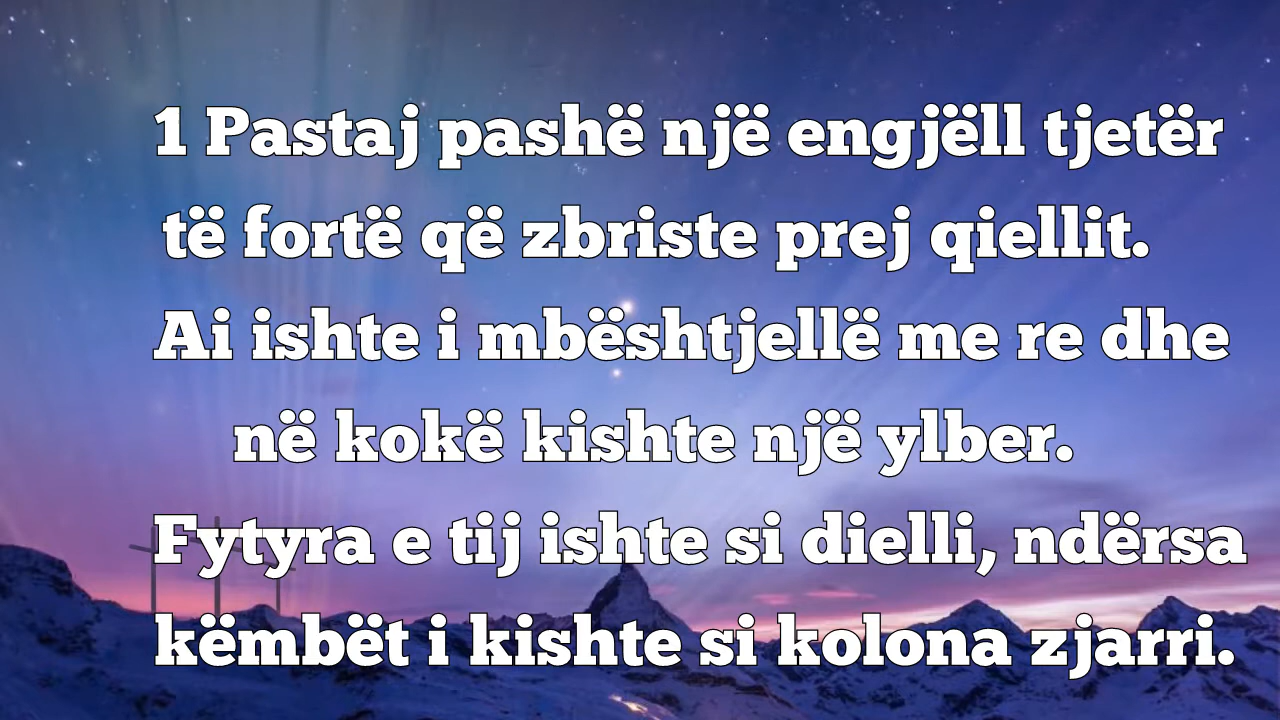 1 Pastaj pashë një engjëll tjetër
të fortë që zbriste prej qiellit.
Ai ishte i mbështjellë me re dhe
në kokë kishte një ylber.
Fytyra e tij ishte si dielli, ndërsa
këmbët i kishte si kolona zjarri.